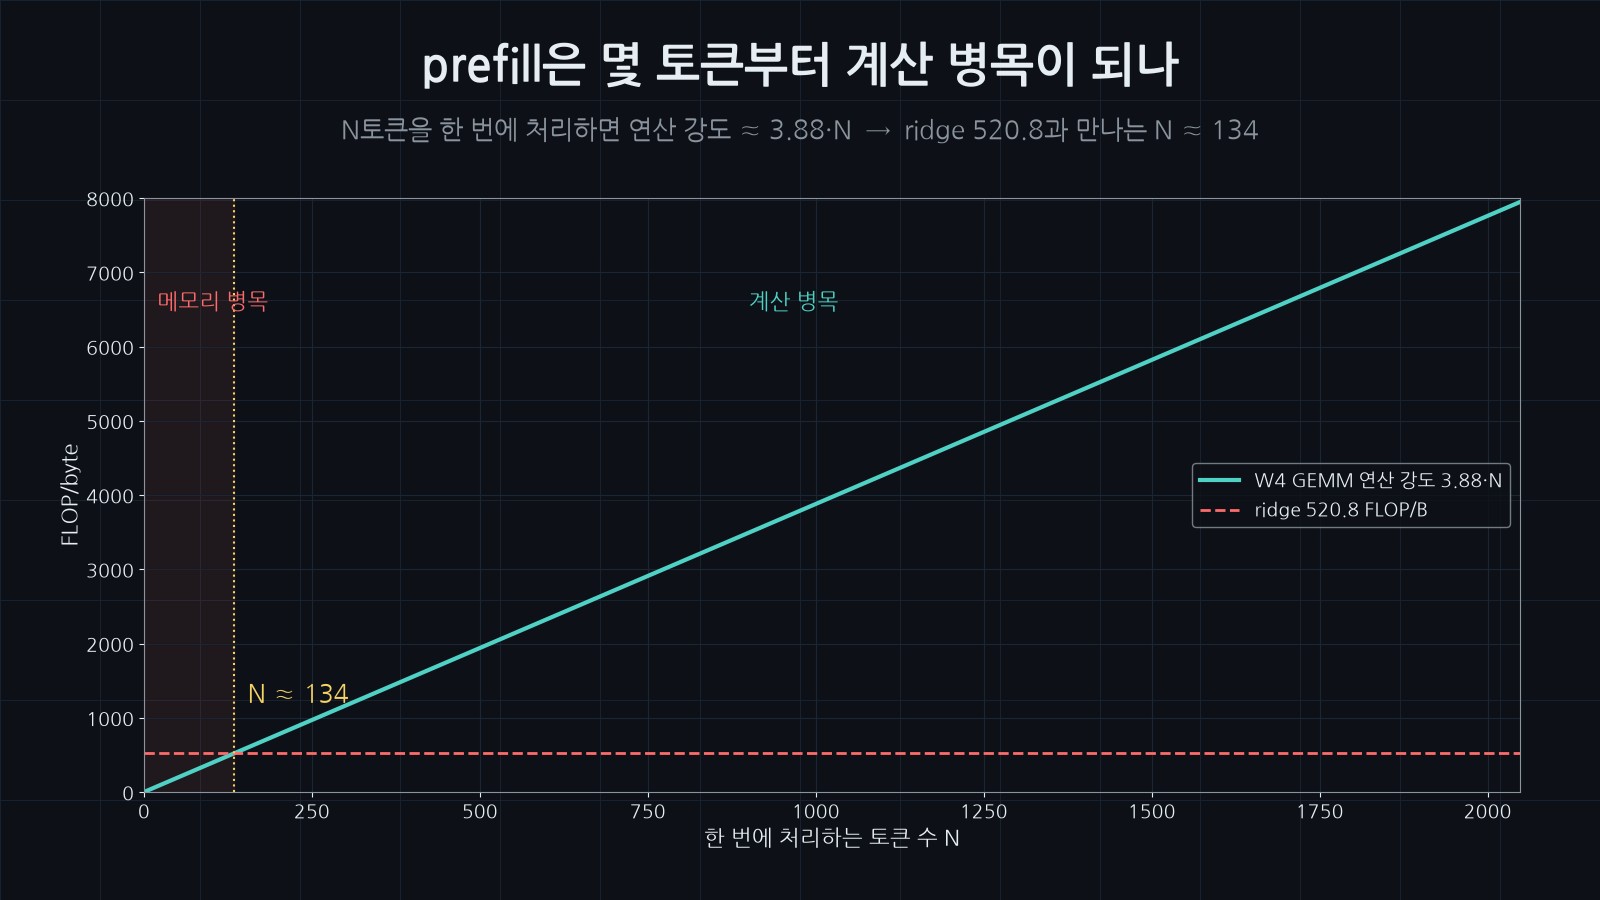 prefill은 몇 토큰부터 계산 병목이 되나
N토큰을 한 번에 처리하면 연산 강도 ≈ 3.88·N → ridge 520.8과 만나는 N ≈ 134
8000
7000
6000
5000
4000
3000
2000
1000
0
FLOP/byte
메모리 병목
계산 병목
W4 GEMM 연산 강도 3.88·N
ridge 520.8 FLOP/B
N ≈ 134
0 250 500 750 1000 1250 1500 1750 2000
한 번에 처리하는 토큰 수 N